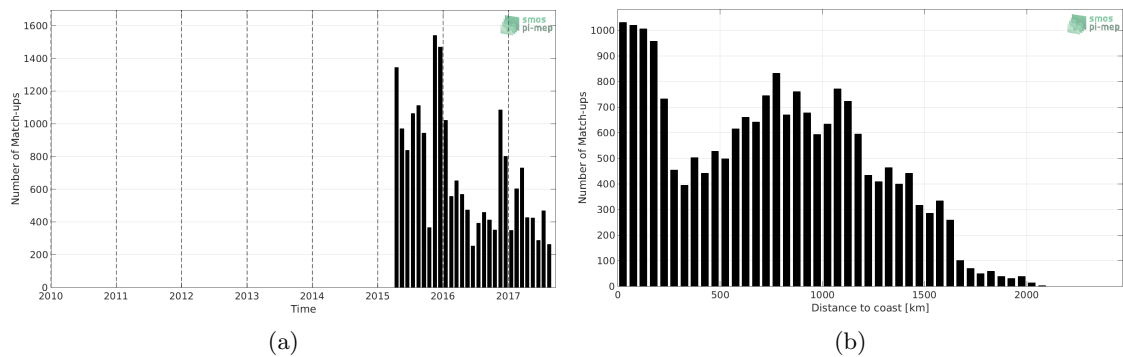 1600
1400
1200
1000
800
600
400
200
0
Number of Match-ups
2010 2011 2012 2013 2014 2015 2016 2017
Time
smos
pi-mep
(a)
1000
900
800
700
600
500
400
300
200
100
0
Number of Match-ups
0 500 1000 1500 2000
Distance to coast [km]
smos
pi-mep
(b)